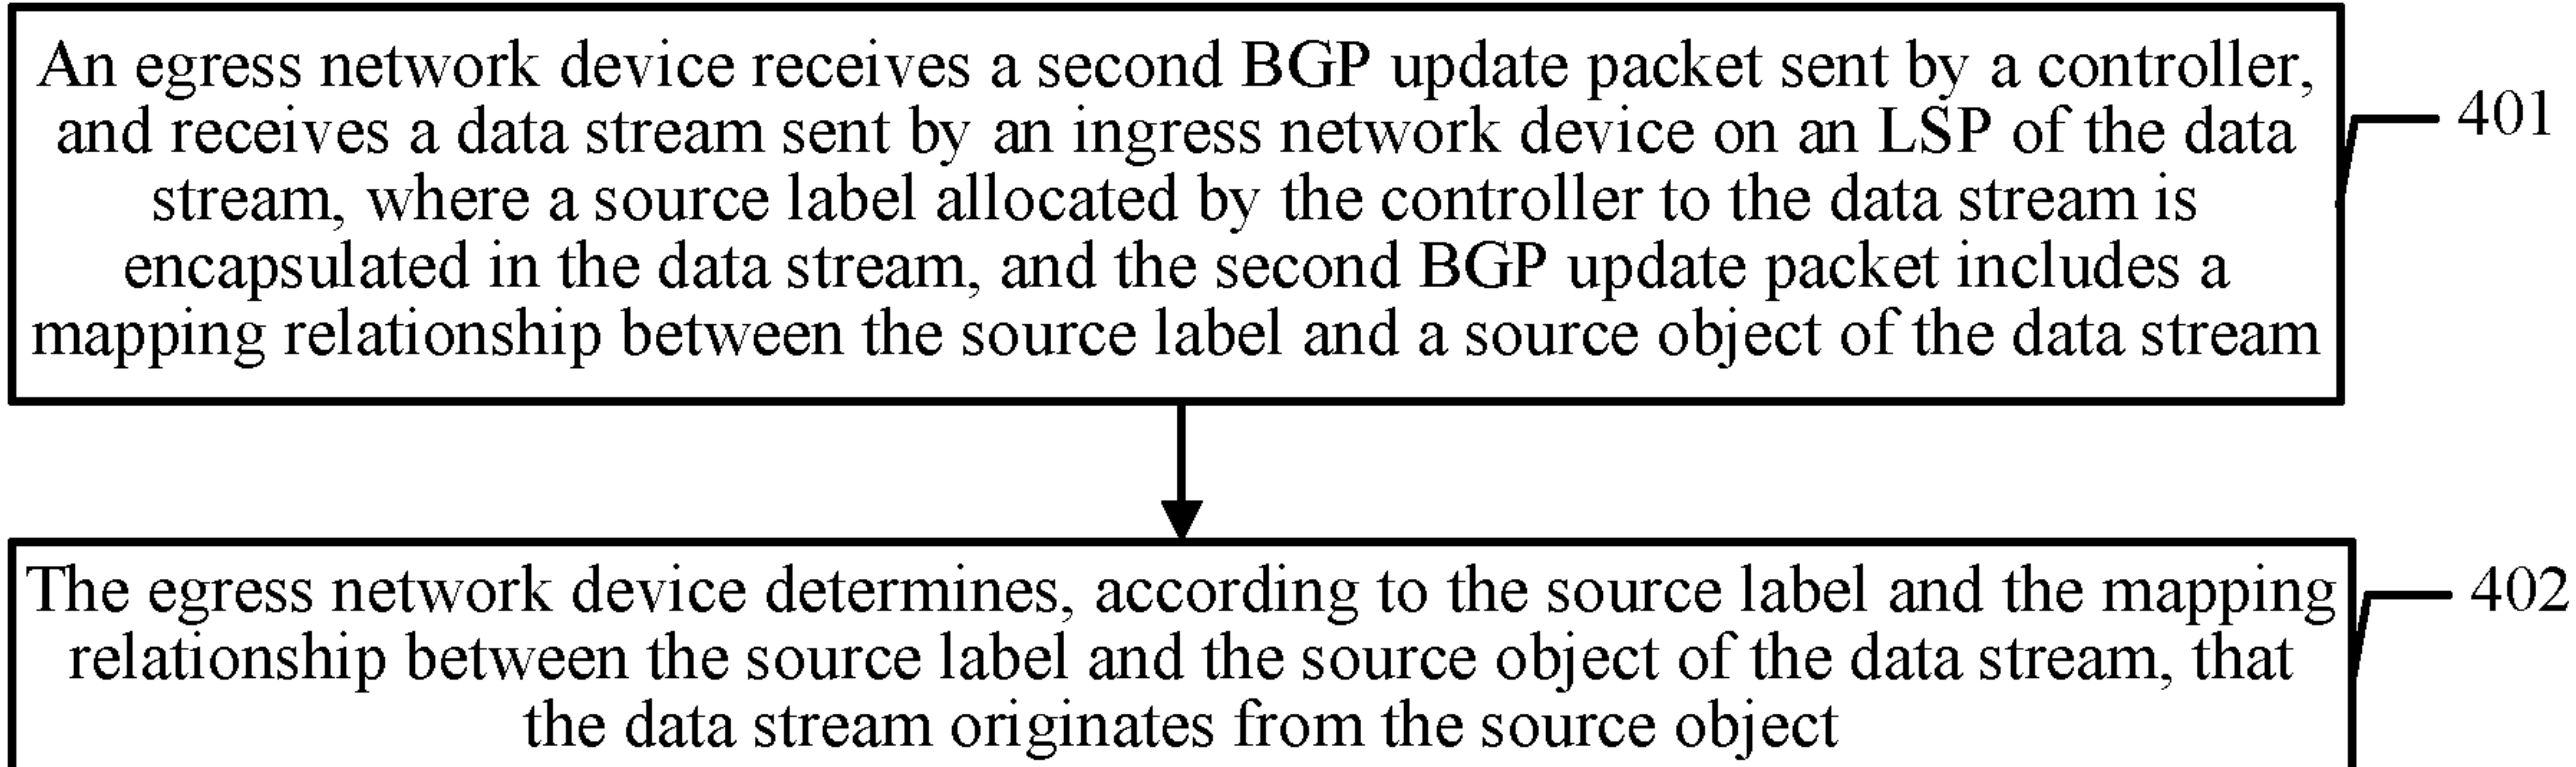 An egress network device receives a second BGP update packet sent by a controller,
and receives a data stream sent by an ingress network device on an LSP of the data
stream, where a source label allocated by the controller to the data stream is
encapsulated in the data stream, and the second BGP update packet includes a
mapping relationship between the source label and a source object of the data stream
401
The egress network device determines, according to the source label and the mapping
relationship between the source label and the source object of the data stream, that
the data stream originates from the source object
402